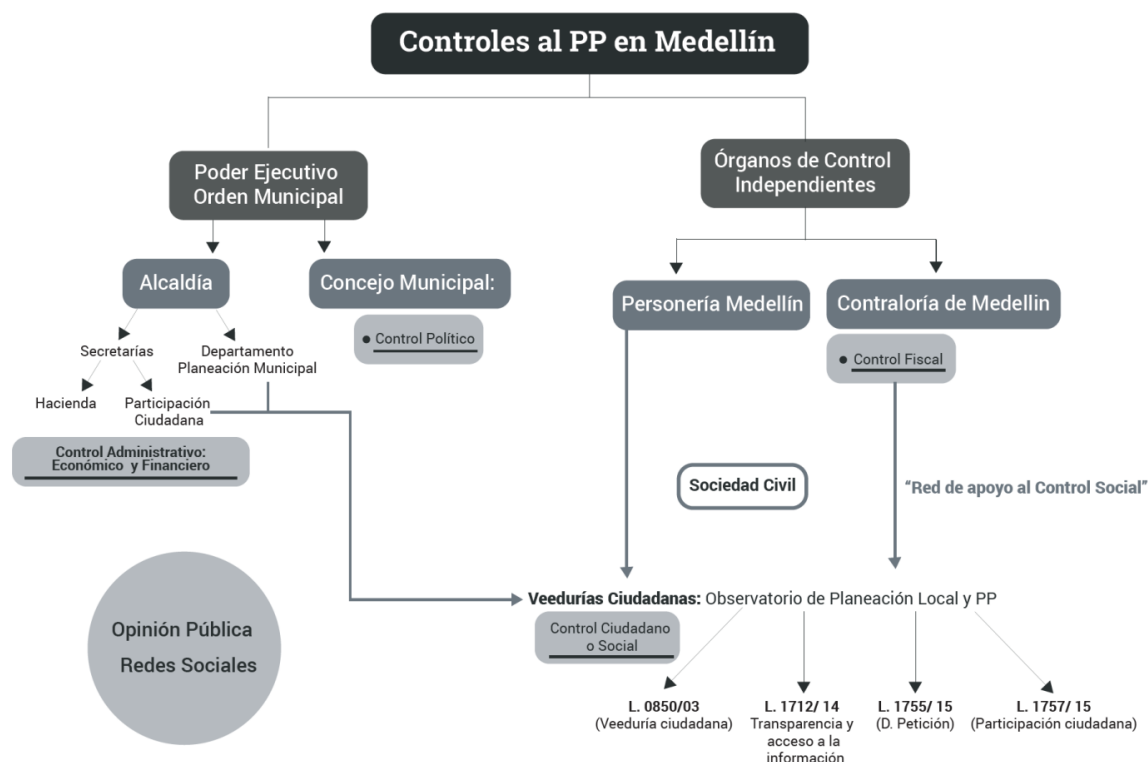 Controles al PP en Medellín
Poder Ejecutivo
Orden Municipal
Órganos de Control
Independientes
Alcaldía
Concejo Municipal:
Personería Medellín
Contraloría de Medellin
Control Político
Control Fiscal
Secretarías
Departamento
Planeación Municipal
Hacienda
Participación
Ciudadana
Control Administrativo:
Económico y Financiero
Sociedad Civil
“Red de apoyo al Control Social”
Opinión Pública
Redes Sociales
Veedurías Ciudadanas: Observatorio de Planeación Local y PP
Control Ciudadano
o Social
L. 0850/03
(Veeduría ciudadana)
L. 1712/ 14
Transparencia y
acceso a la
información
L. 1755/ 15
(D. Petición)
L. 1757/ 15
(Participación ciudadana)